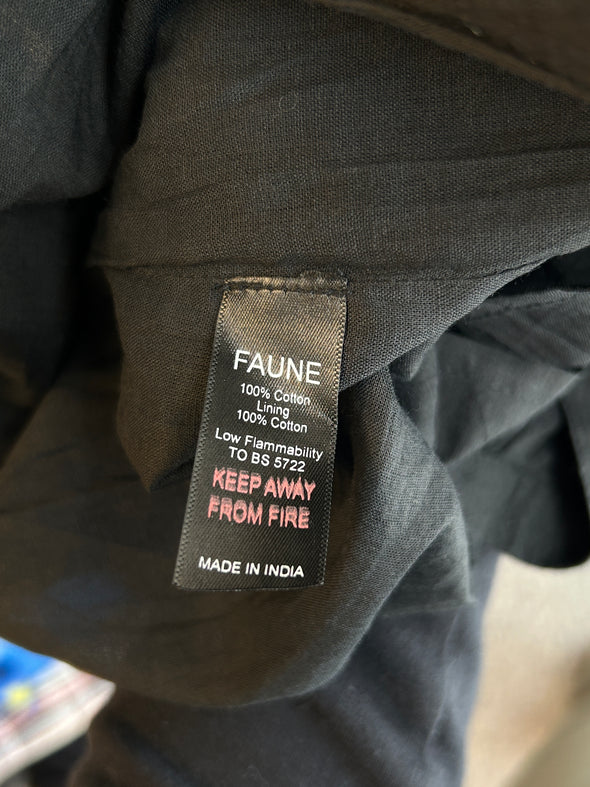 FAUNE
100% Cotton
Lining
100% Cotton
Low Flammability
TO BS 5722
KEEP AWAY
FROM FIRE
MADE IN INDIA